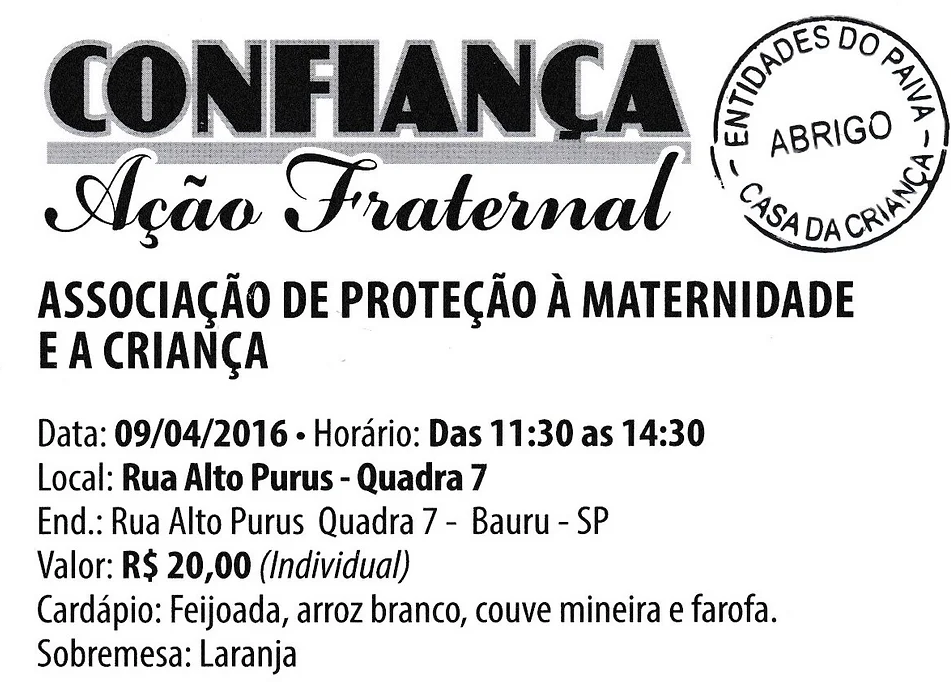 CONFIANÇA
Ação Fraternal
ENTIDADES DO PAIVA
ABRIGO
- CASA DA CRIANÇA -
ASSOCIAÇÃO DE PROTEÇÃO À MATERNIDADE
E A CRIANÇA
Data: 09/04/2016 • Horário: Das 11:30 as 14:30
Local: Rua Alto Purus - Quadra 7
End.: Rua Alto Purus Quadra 7 - Bauru - SP
Valor: R$ 20,00 (Individual)
Cardápio: Feijoada, arroz branco, couve mineira e farofa.
Sobremesa: Laranja